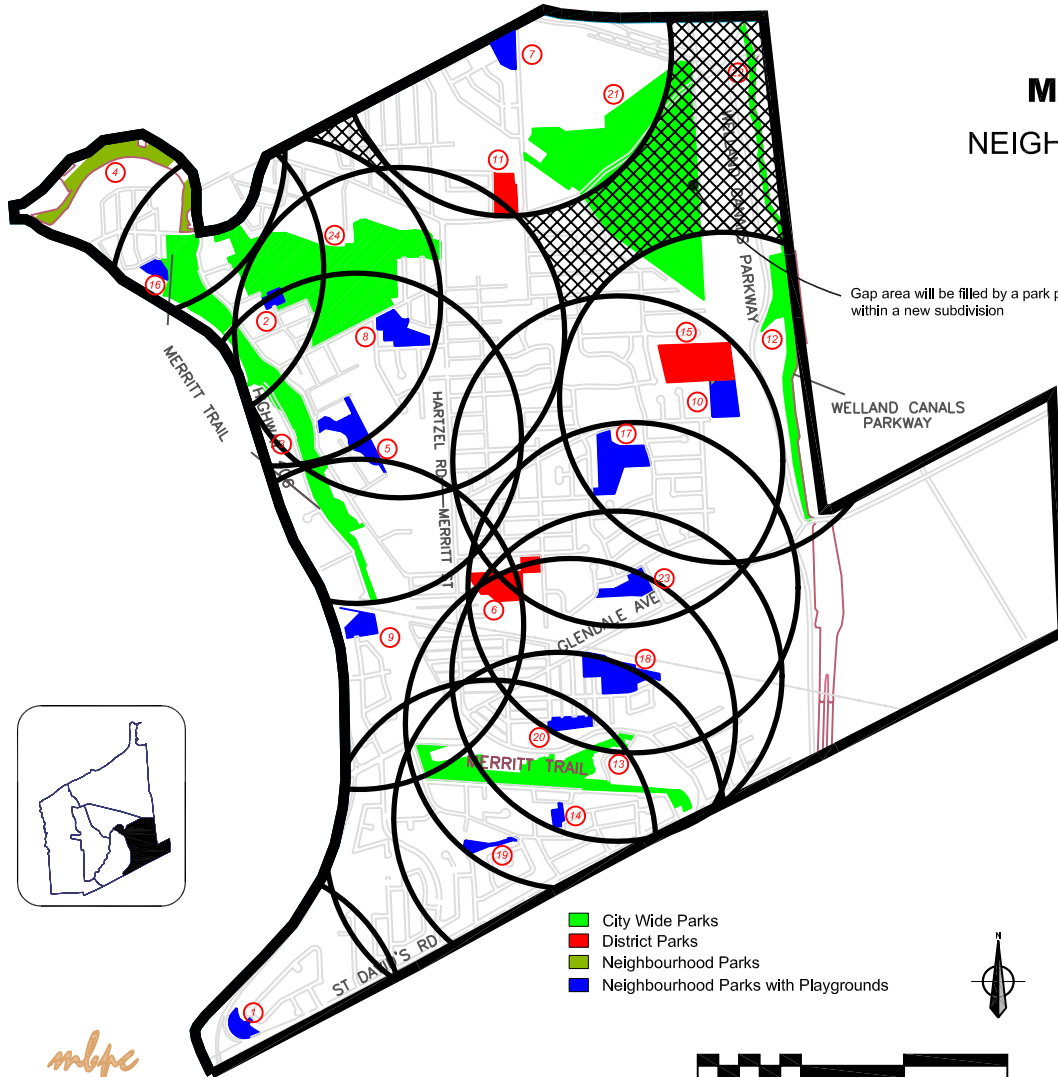 M
NEIGH
7
22
21
11
4
WELLAND CANALS PARKWAY
24
16
2
8
Gap area will be filled by a park p
within a new subdivision
15
12
MERRITT TRAIL
10
WELLAND CANALS
PARKWAY
HARTZEL RD.
MERRITT ST
17
5
23
6
GLENDALE AVE
9
18
20
13
MERRITT TRAIL
14
19
City Wide Parks
District Parks
Neighbourhood Parks
Neighbourhood Parks with Playgrounds
N
ST DAVID'S RD
1
mbpc